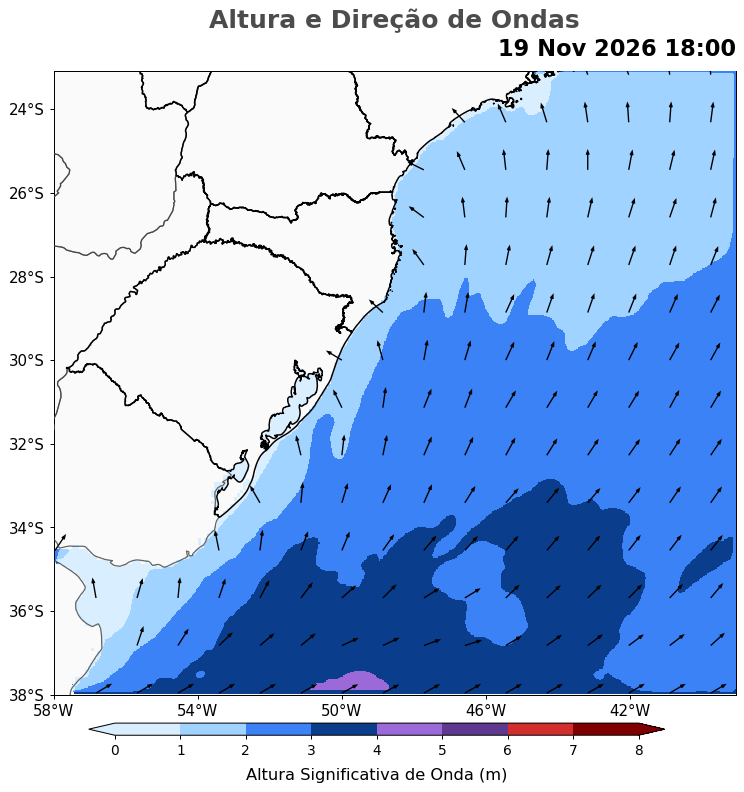 Altura e Direção de Ondas
19 Nov 2026 18:00
24°S
26°S
28°S
30°S
32°S
34°S
36°S
38°S
58°W 54°W 50°W 46°W 42°W
0 1 2 3 4 5 6 7 8
Altura Significativa de Onda (m)